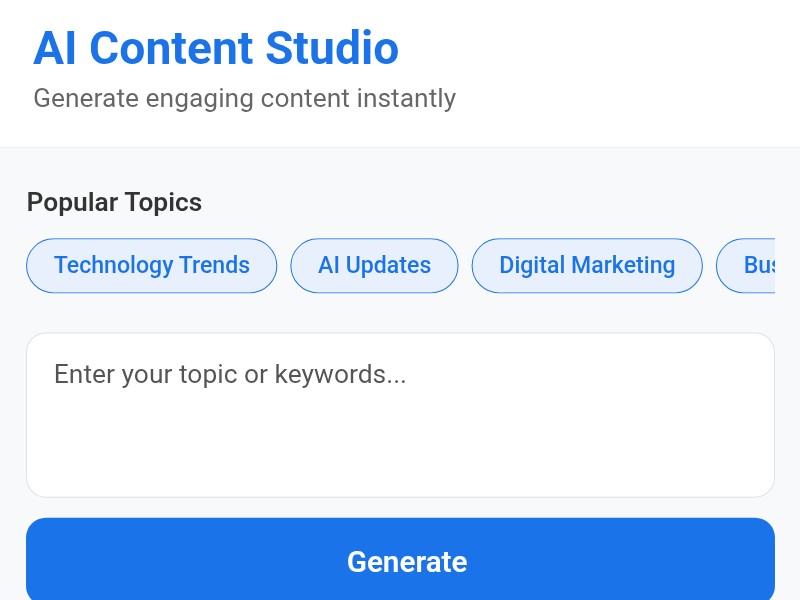 AI Content Studio
Generate engaging content instantly
Popular Topics
Technology Trends AI Updates Digital Marketing Bus
Enter your topic or keywords...
Generate